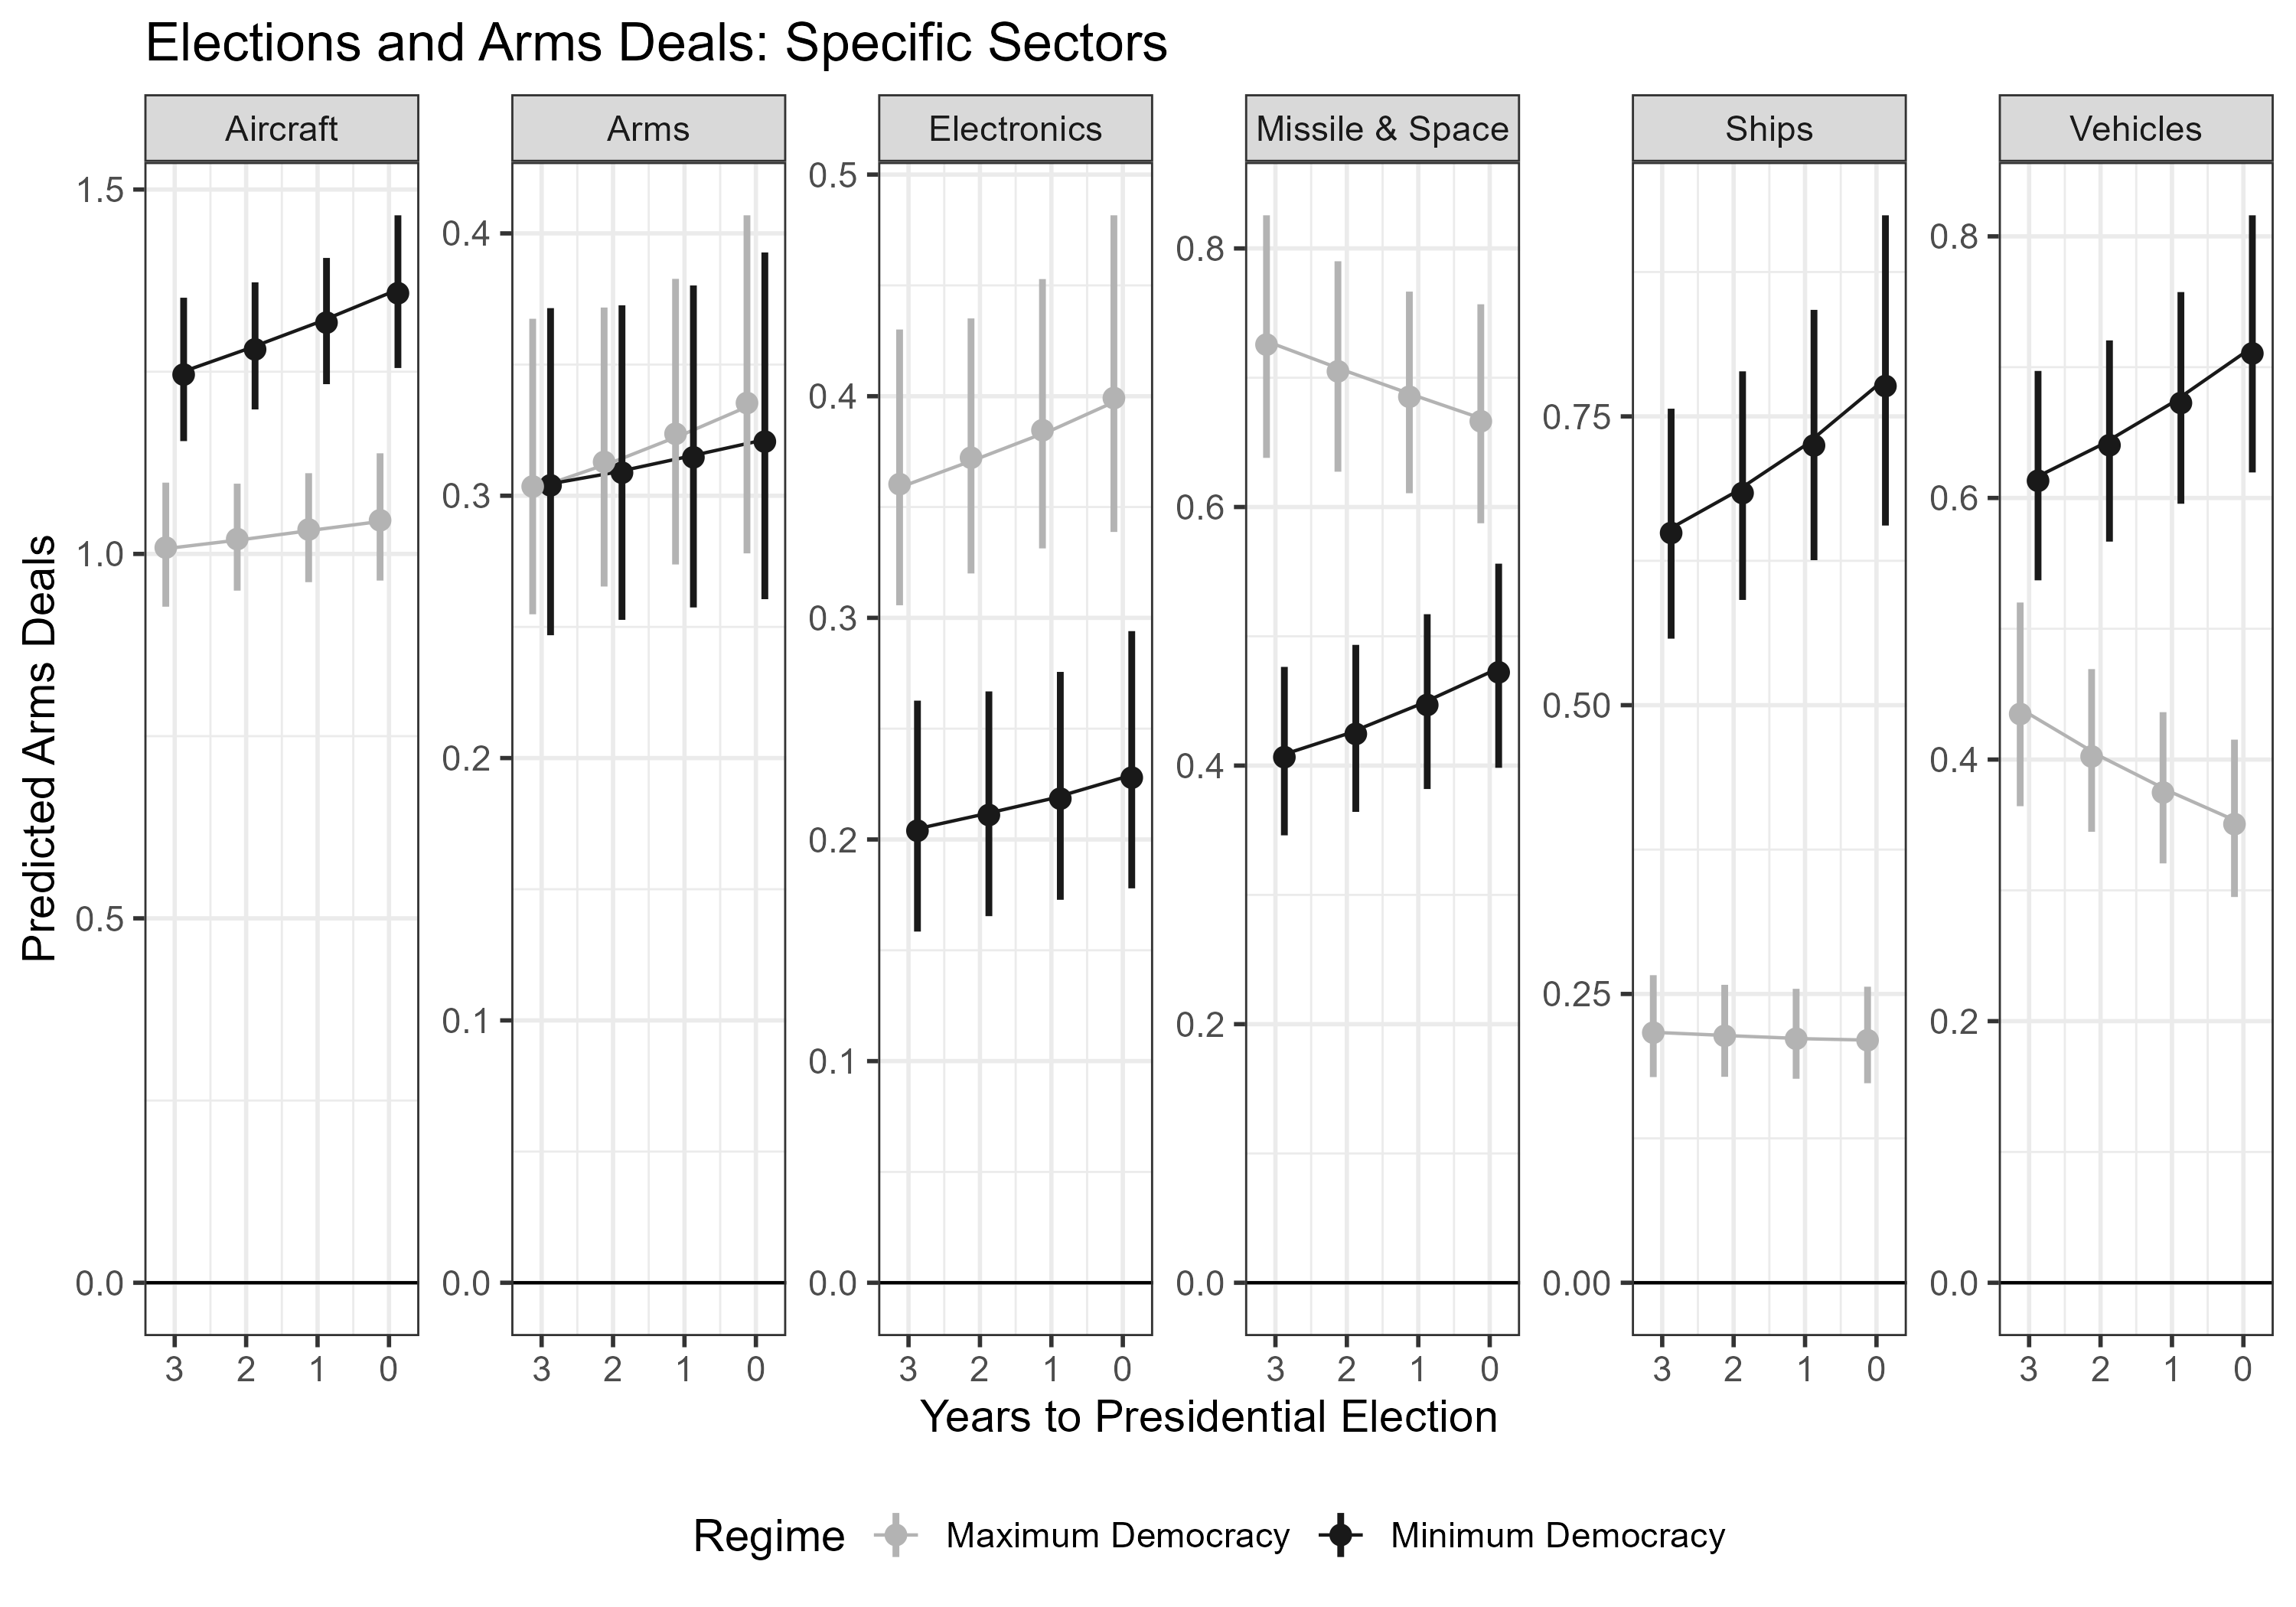 Elections and Arms Deals: Specific Sectors
Aircraft
Arms
Electronics
Missile & Space
Ships
Vehicles
Predicted Arms Deals
1.5
1.0
0.5
0.0
0.4
0.3
0.2
0.1
0.0
0.5
0.4
0.3
0.2
0.1
0.0
0.8
0.6
0.4
0.2
0.0
0.75
0.50
0.25
0.00
0.8
0.6
0.4
0.2
0.0
3 2 1 0
3 2 1 0
3 2 1 0
3 2 1 0
3 2 1 0
3 2 1 0
Years to Presidential Election
Regime Maximum Democracy Minimum Democracy